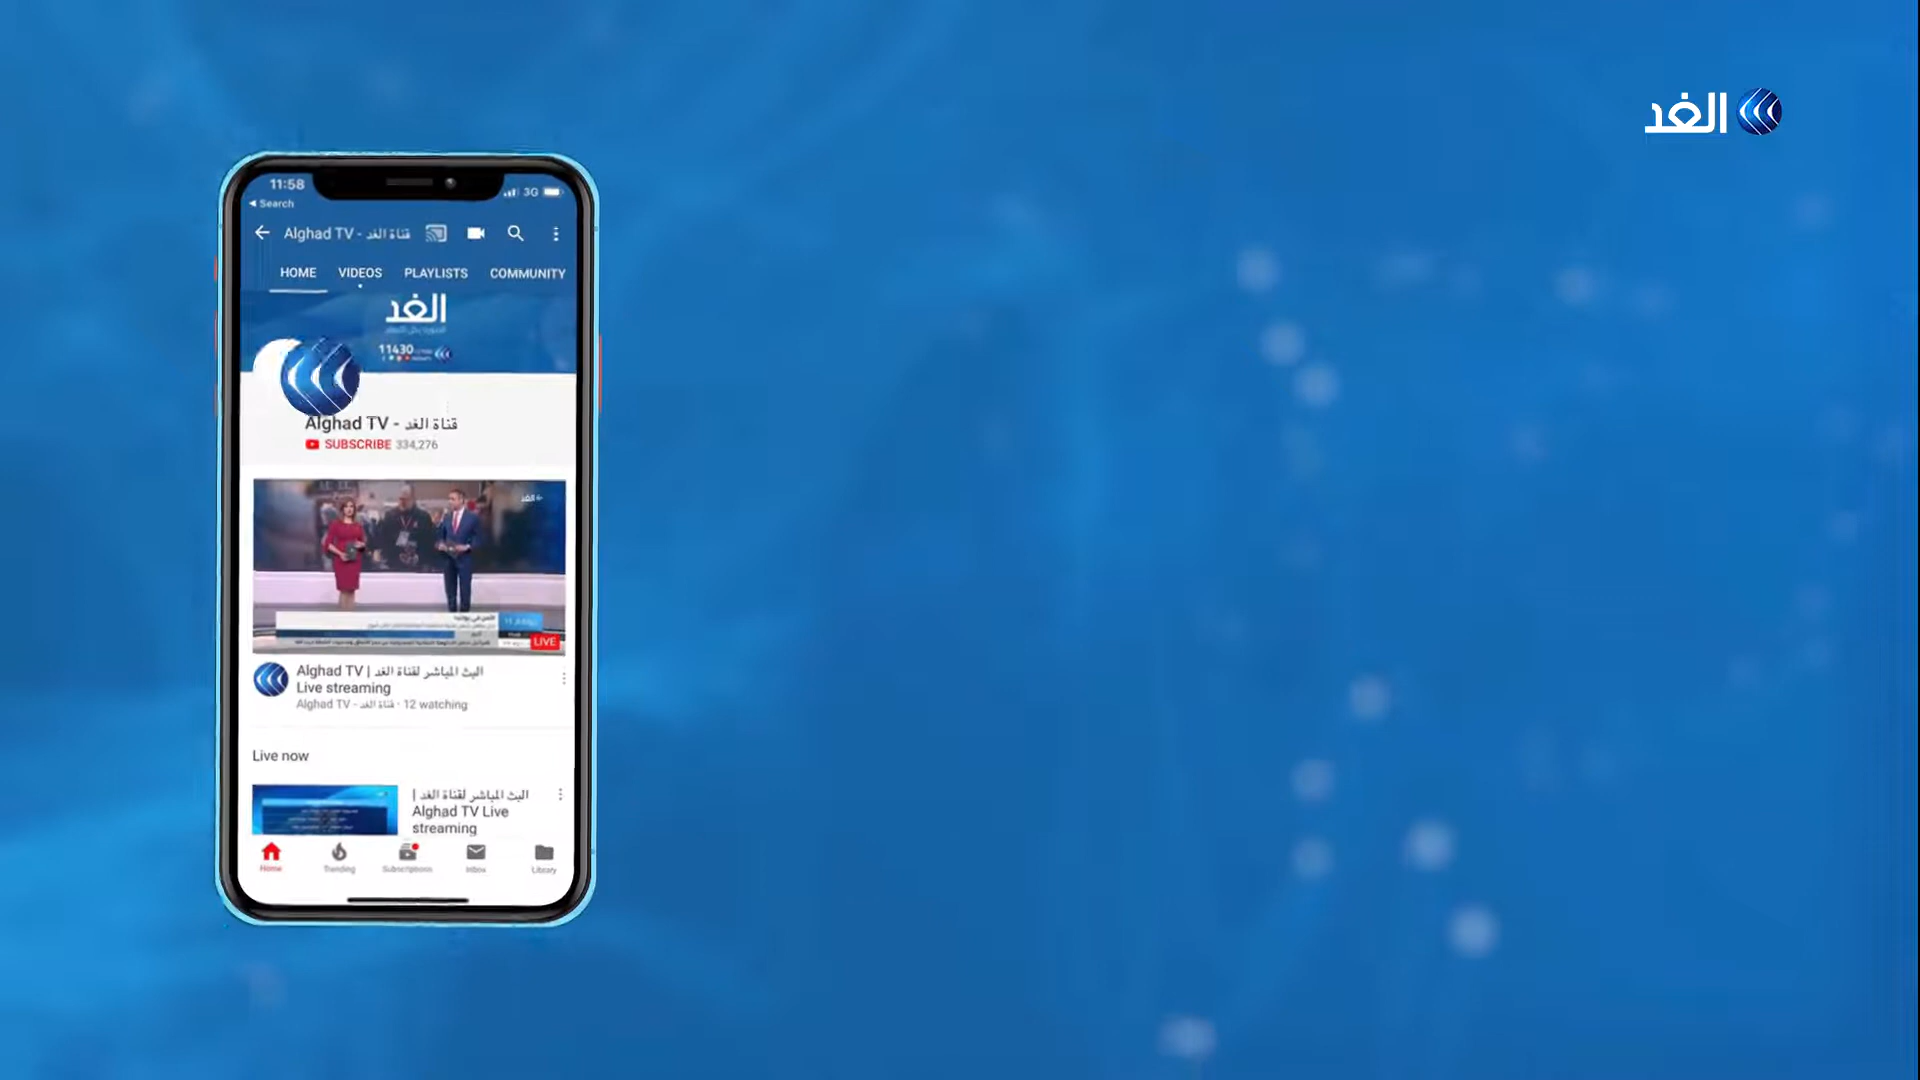 الغد
11:58
3G
Search
Alghad TV - قناة الغد
HOME VIDEOS PLAYLISTS COMMUNITY
الغد
11430
Alghad TV - قناة الغد
SUBSCRIBE 334,276
الغد
LIVE
Alghad TV | البث المباشر لقناة الغد
Live streaming
Alghad TV - قناة الغد · 12 watching
Live now
البث المباشر لقناة الغد |
Alghad TV Live
streaming
Home Trending Subscriptions Inbox Library